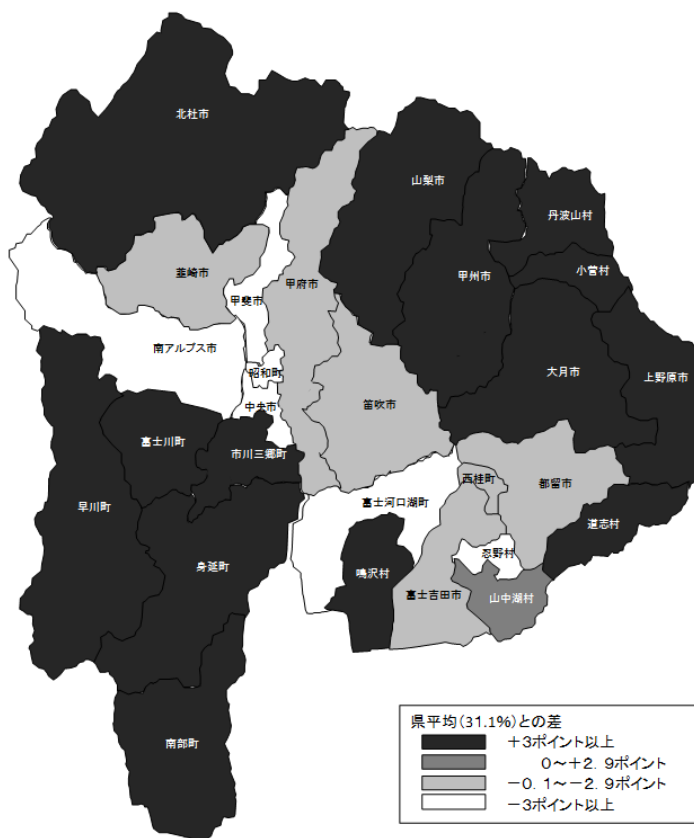 北杜市
山梨市
丹波山村
甲州市
小菅村
韮崎市
甲府市
甲斐市
南アルプス市
昭和町
大月市
上野原市
中央市
笛吹市
富士川町
市川三郷町
西桂町
都留市
富士河口湖町
早川町
道志村
身延町
鳴沢村
忍野村
富士吉田市
山中湖村
南部町
県平均(31.1%)との差
+3ポイント以上
0~+2.9ポイント
-0.1~-2.9ポイント
-3ポイント以上